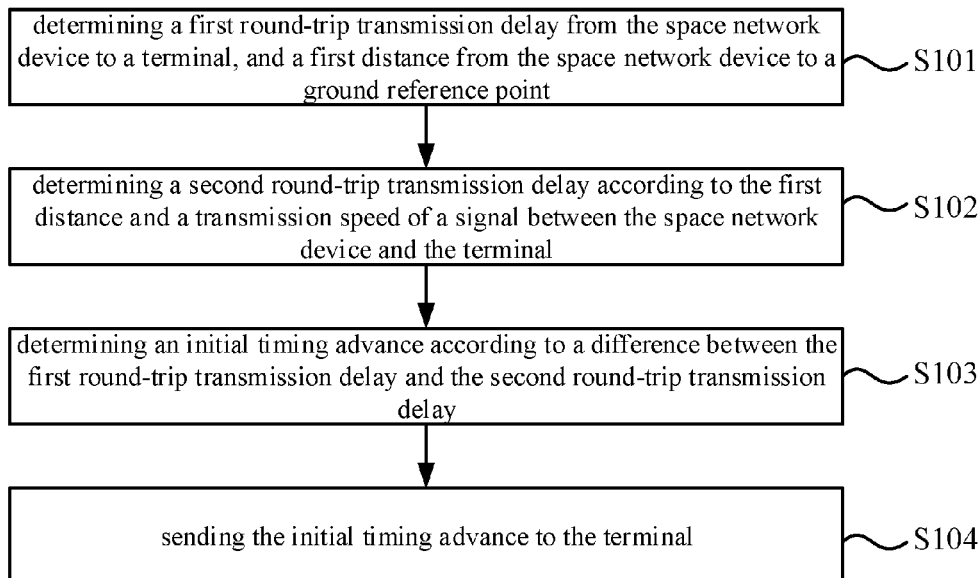 determining a first round-trip transmission delay from the space network
device to a terminal, and a first distance from the space network device to a
ground reference point
S101
determining a second round-trip transmission delay according to the first
distance and a transmission speed of a signal between the space network
device and the terminal
S102
determining an initial timing advance according to a difference between the
first round-trip transmission delay and the second round-trip transmission
delay
S103
sending the initial timing advance to the terminal
S104